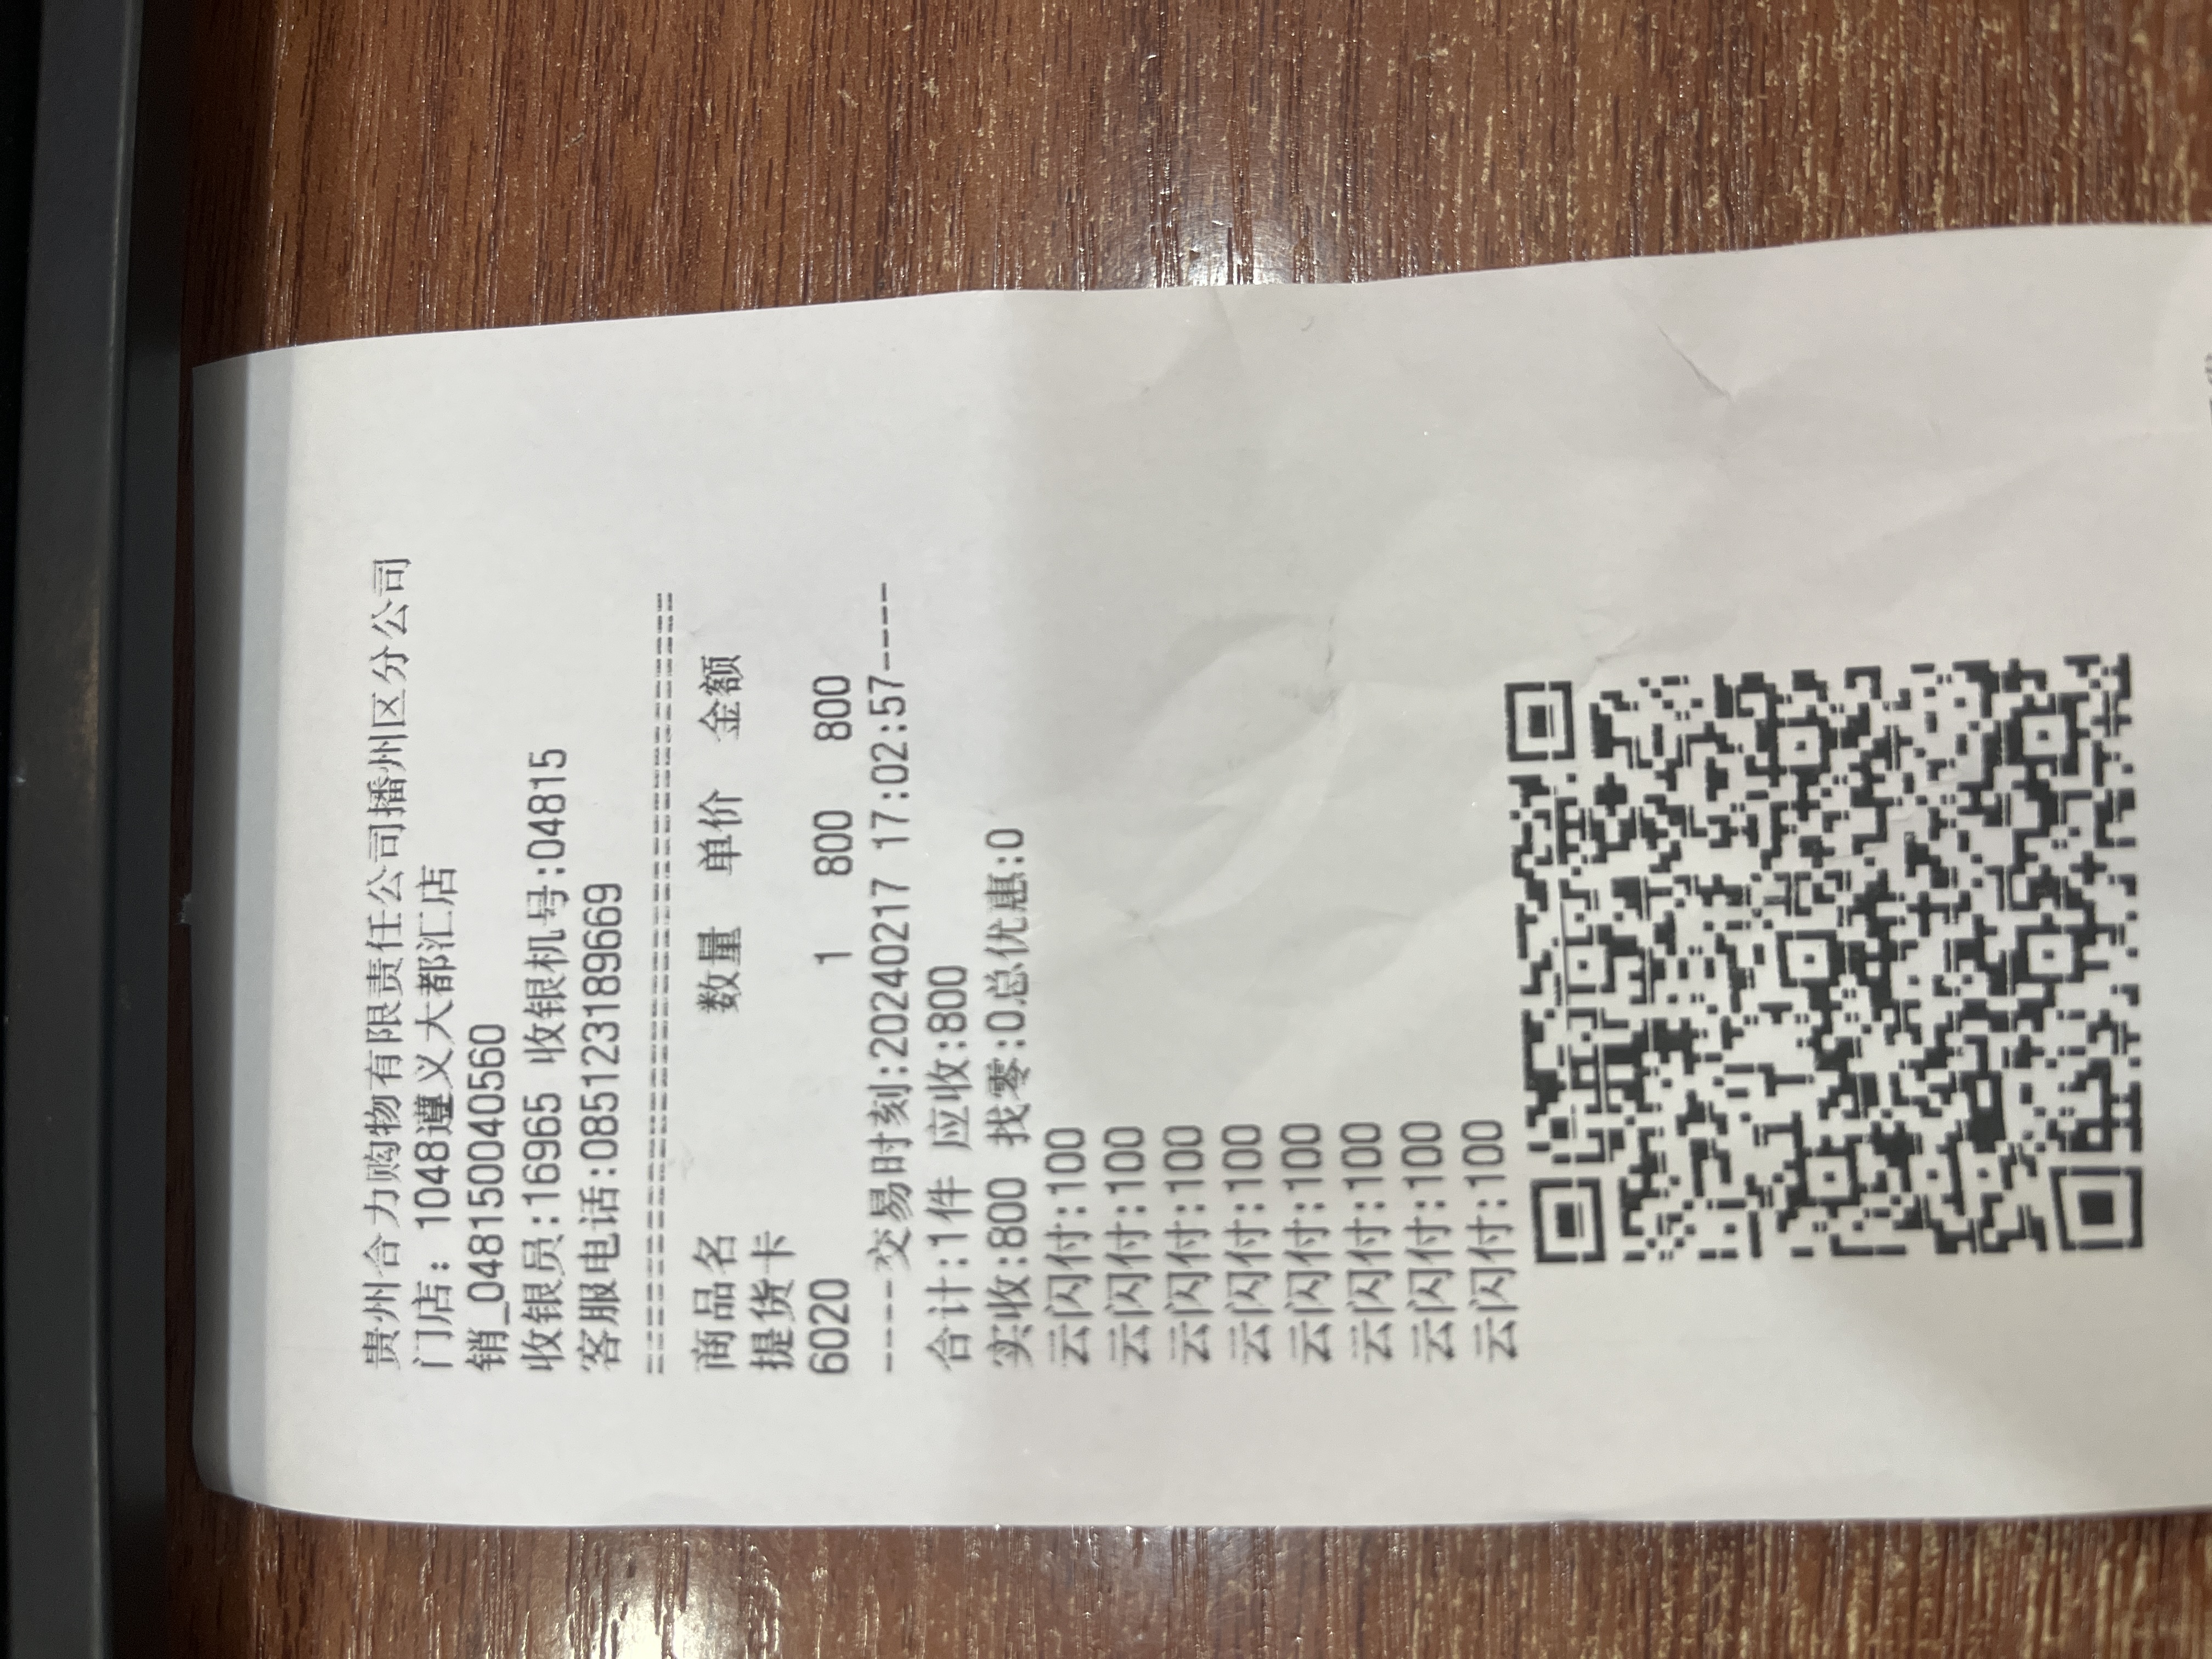 贵州合力购物有限责任公司播州区分公司
门店: 1048遵义大都汇店
销_0481500040560
收银员:16965 收银机号:04815
客服电话:085123189669
========================================
商品名 数量 单价 金额
提货卡
6020 1 800 800
----交易时刻:20240217 17:02:57----
合计:1件 应收:800
实收:800 找零:0总优惠:0
云闪付:100
云闪付:100
云闪付:100
云闪付:100
云闪付:100
云闪付:100
云闪付:100
云闪付:100